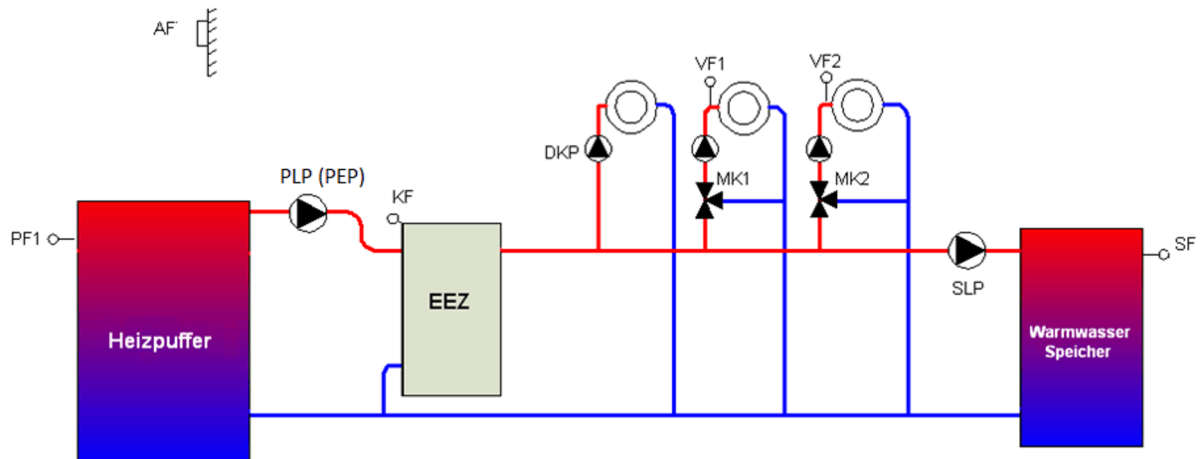 AF
VF1
VF2
DKP
PLP (PEP)
MK1
MK2
KF
PF1
SF
EEZ
SLP
Heizpuffer
Warmwasser
Speicher